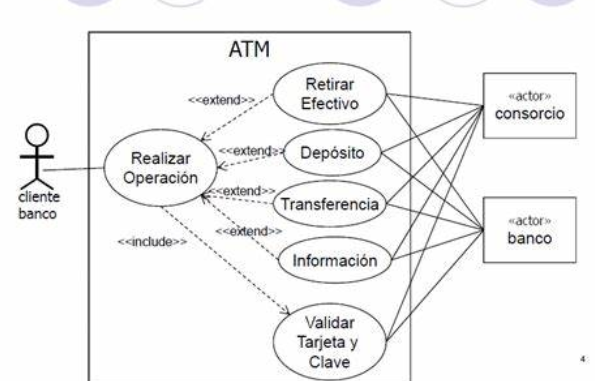 ATM
Retirar
Efectivo
<<extend>>
Realizar
Operación
<<extend>>
Depósito
<<extend>>
Transferencia
<<extend>>
Información
<<include>>
Validar
Tarjeta y
Clave
cliente
banco
«actor»
consorcio
«actor»
banco
4